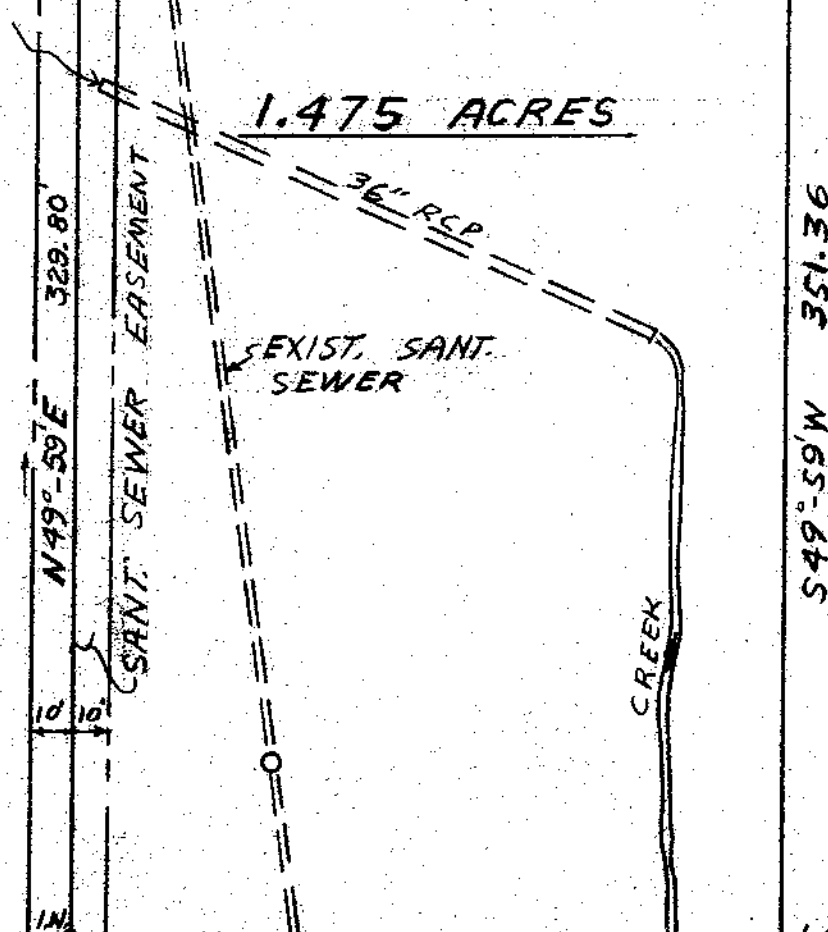 1.475 ACRES
36" RCP
EXIST. SANT.
SEWER
N49°-59'E 329.80'
SANT. SEWER EASEMENT
10' 10'
CREEK
S49°-59'W 351.36